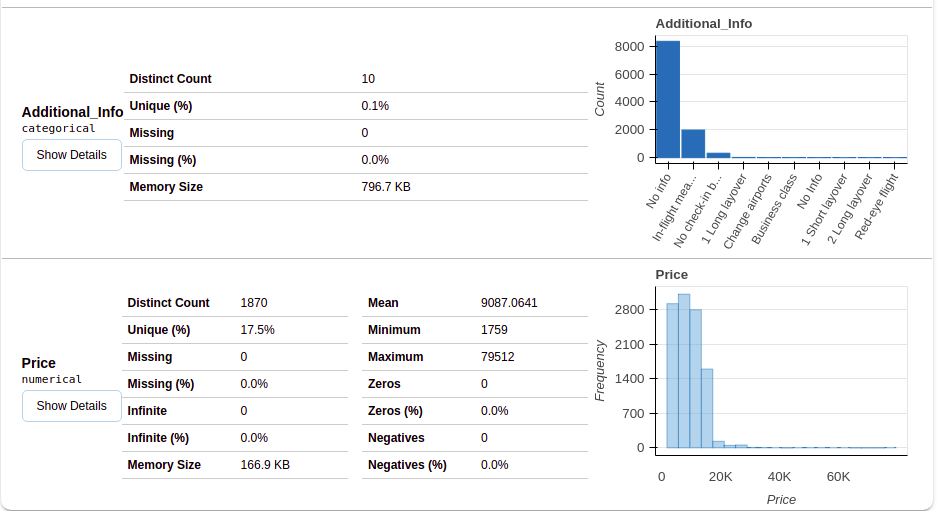 Additional_Info
categorical
Show Details
Distinct Count 10
Unique (%) 0.1%
Missing 0
Missing (%) 0.0%
Memory Size 796.7 KB
Additional_Info
8000
6000
4000
2000
0
Count
No info
In-flight mea...
No check-in b...
1 Long layover
Change airports
Business class
No Info
1 Short layover
2 Long layover
Red-eye flight
Price
numerical
Show Details
Distinct Count 1870
Unique (%) 17.5%
Missing 0
Missing (%) 0.0%
Infinite 0
Infinite (%) 0.0%
Memory Size 166.9 KB
Mean 9087.0641
Minimum 1759
Maximum 79512
Zeros 0
Zeros (%) 0.0%
Negatives 0
Negatives (%) 0.0%
Price
2800
2100
1400
700
0
Frequency
0 20K 40K 60K
Price